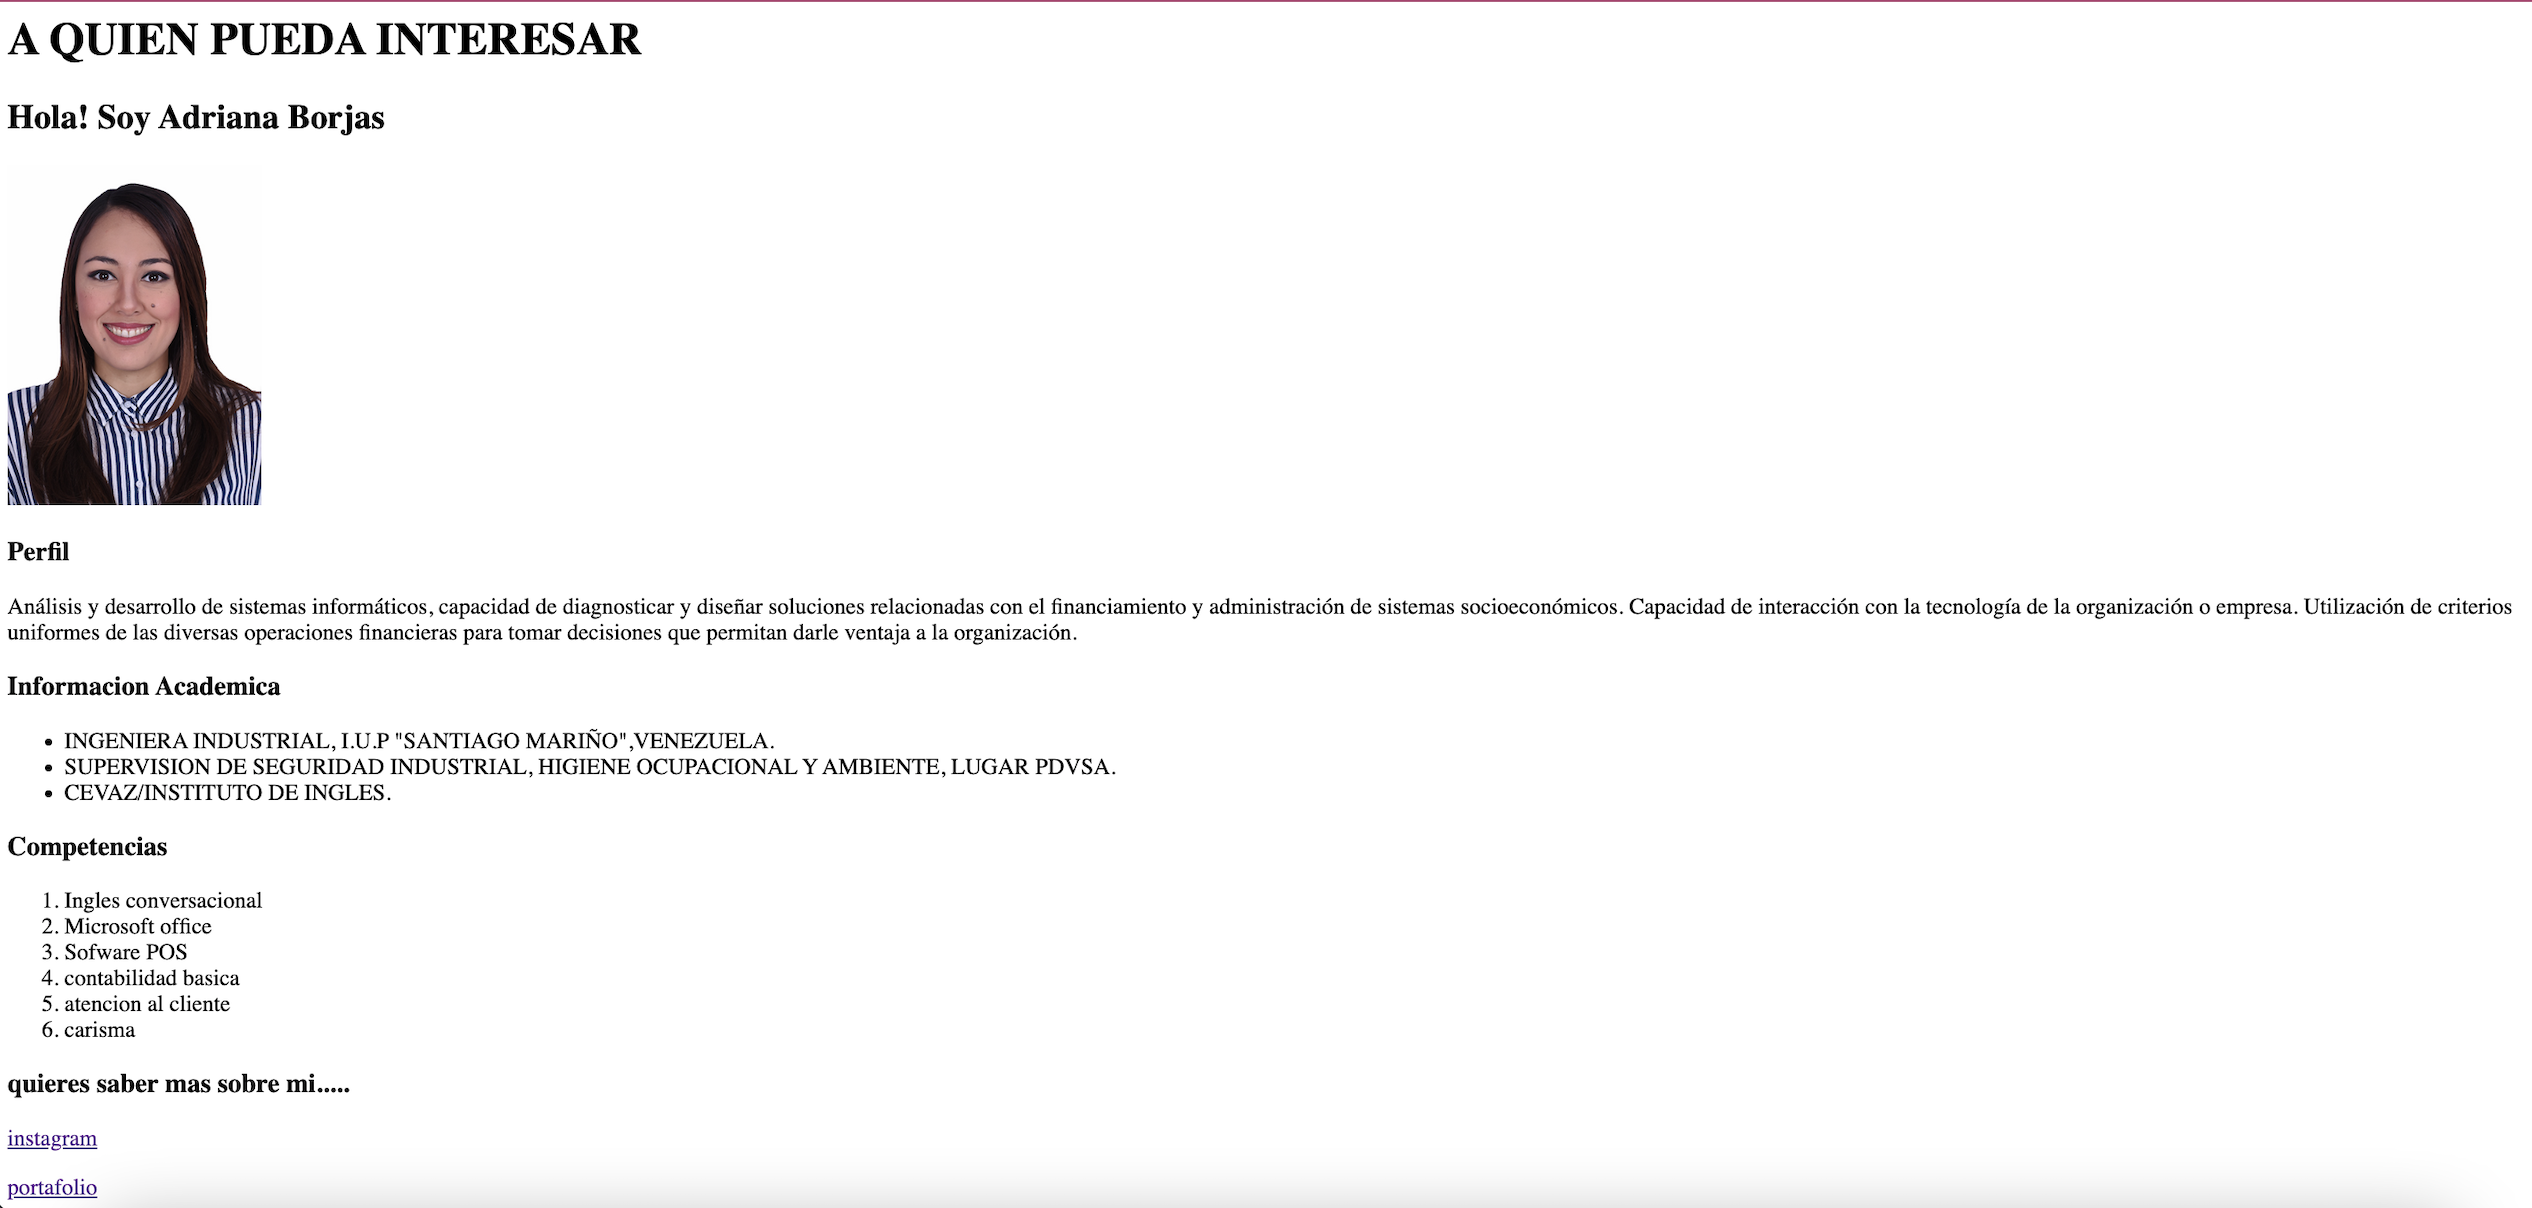 A QUIEN PUEDA INTERESAR
Hola! Soy Adriana Borjas
Perfil
Análisis y desarrollo de sistemas informáticos, capacidad de diagnosticar y diseñar soluciones relacionadas con el financiamiento y administración de sistemas socioeconómicos. Capacidad de interacción con la tecnología de la organización o empresa. Utilización de criterios
uniformes de las diversas operaciones financieras para tomar decisiones que permitan darle ventaja a la organización.
Informacion Academica
• INGENIERA INDUSTRIAL, I.U.P "SANTIAGO MARIÑO",VENEZUELA.
• SUPERVISION DE SEGURIDAD INDUSTRIAL, HIGIENE OCUPACIONAL Y AMBIENTE, LUGAR PDVSA.
• CEVAZ/INSTITUTO DE INGLES.
Competencias
1. Ingles conversacional
2. Microsoft office
3. Sofware POS
4. contabilidad basica
5. atencion al cliente
6. carisma
quieres saber mas sobre mi.....
instagram
portafolio